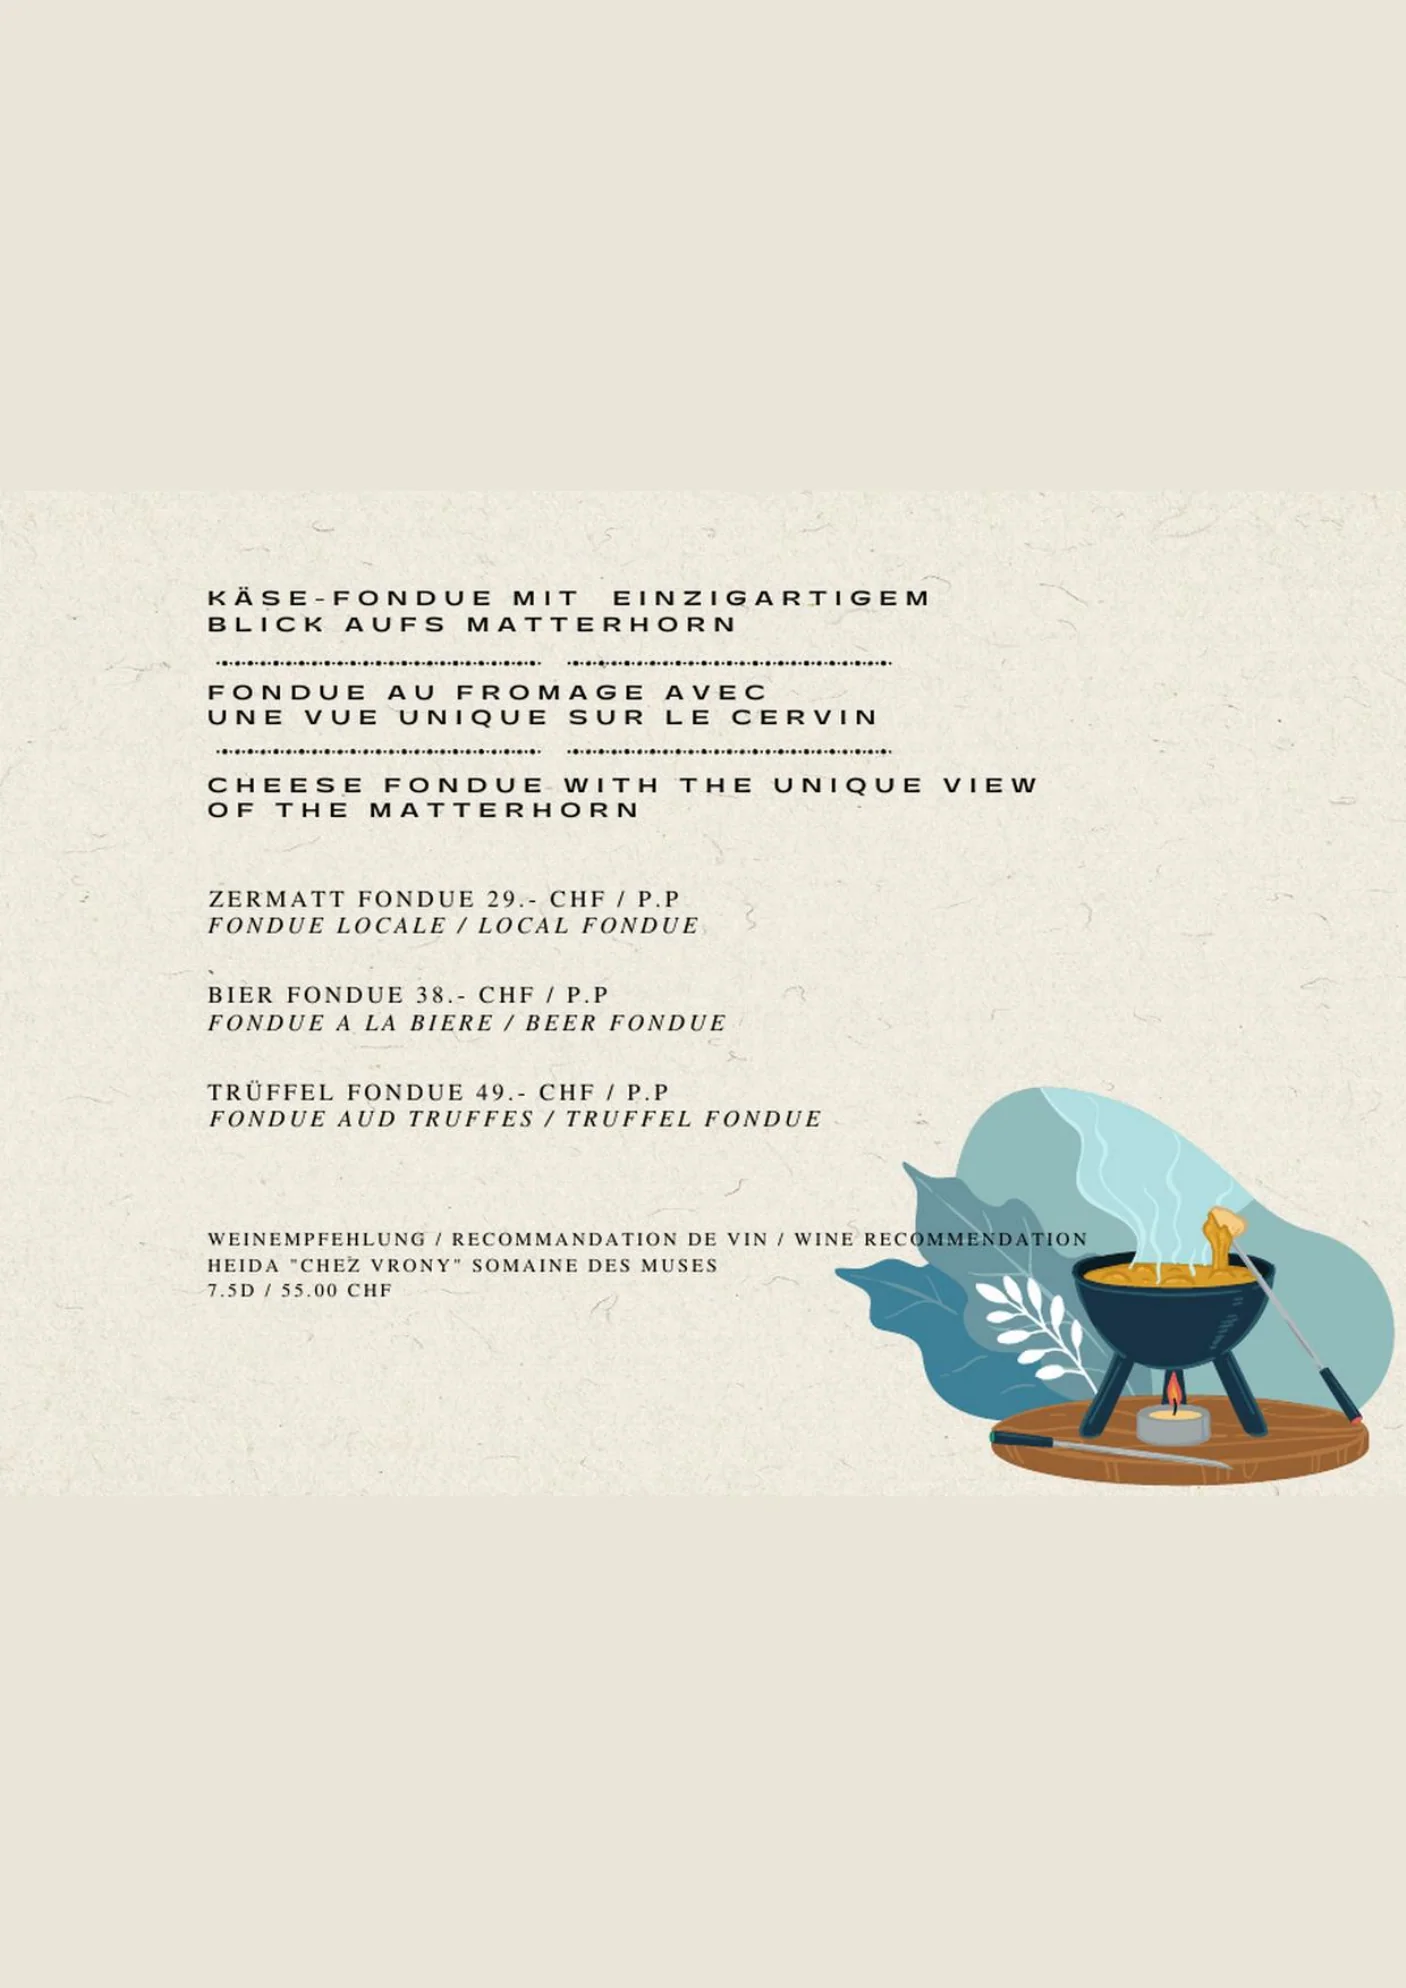 KÄSE-FONDUE MIT EINZIGARTIGEM
BLICK AUFS MATTERHORN
FONDUE AU FROMAGE AVEC
UNE VUE UNIQUE SUR LE CERVIN
CHEESE FONDUE WITH THE UNIQUE VIEW
OF THE MATTERHORN
ZERMATT FONDUE 29.- CHF / P.P
FONDUE LOCALE / LOCAL FONDUE
BIER FONDUE 38.- CHF / P.P
FONDUE A LA BIERE / BEER FONDUE
TRÜFFEL FONDUE 49.- CHF / P.P
FONDUE AUD TRUFFES / TRUFFEL FONDUE
WEINEMPFEHLUNG / RECOMMANDATION DE VIN / WINE RECOMMENDATION
HEIDA "CHEZ VRONY" SOMAINE DES MUSES
7.5D / 55.00 CHF